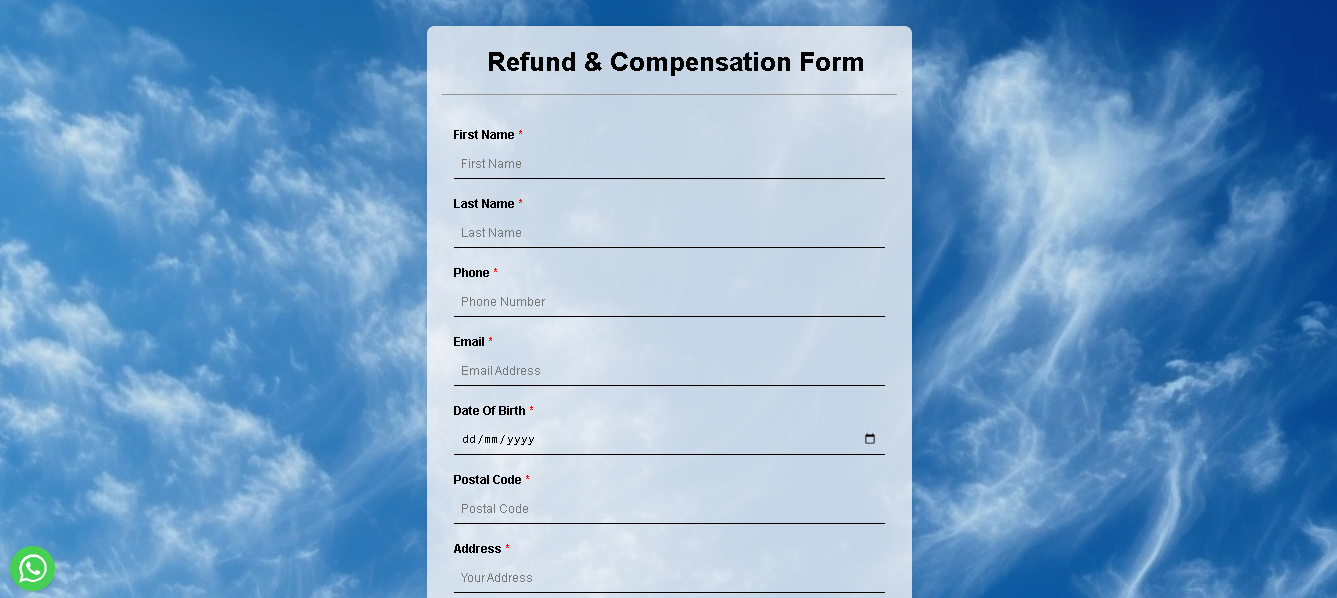 Refund & Compensation Form
First Name *
First Name
Last Name *
Last Name
Phone *
Phone Number
Email *
Email Address
Date Of Birth *
dd/mm/yyyy
Postal Code *
Postal Code
Address *
Your Address